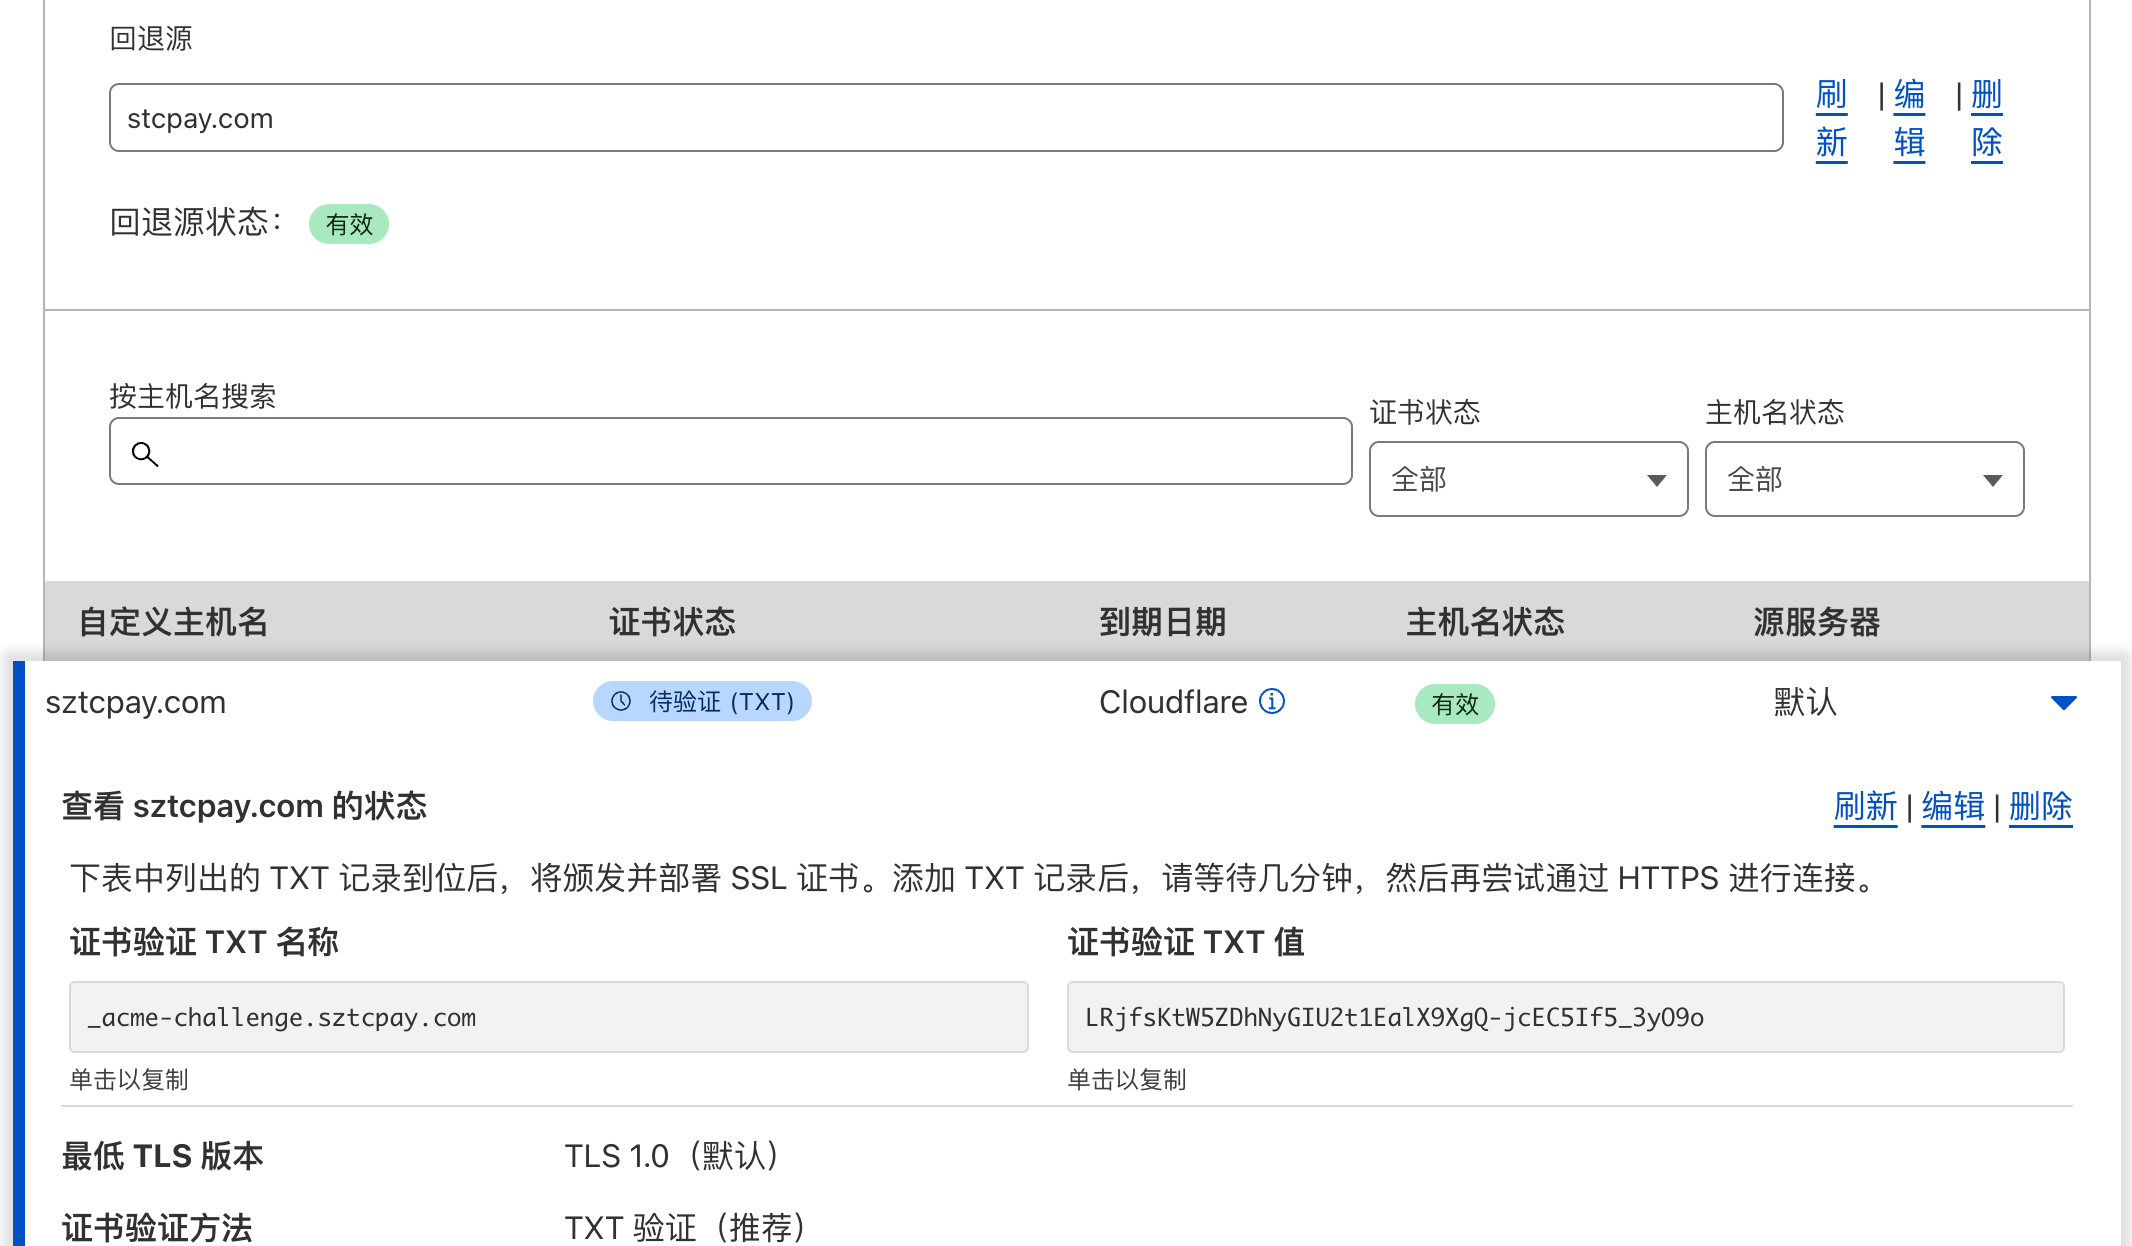 回退源
stcpay.com
刷新 | 编辑 | 删除
回退源状态： 有效
按主机名搜索
证书状态
主机名状态
全部
全部
自定义主机名 证书状态 到期日期 主机名状态 源服务器
sztcpay.com 待验证 (TXT) Cloudflare 有效 默认
查看 sztcpay.com 的状态
刷新 | 编辑 | 删除
下表中列出的 TXT 记录到位后，将颁发并部署 SSL 证书。添加 TXT 记录后，请等待几分钟，然后再尝试通过 HTTPS 进行连接。
证书验证 TXT 名称 证书验证 TXT 值
_acme-challenge.sztcpay.com LRjfsKtW5ZDhNyGIU2t1EalX9XgQ-jcEC5If5_3yO9o
单击以复制 单击以复制
最低 TLS 版本 TLS 1.0（默认）
证书验证方法 TXT 验证（推荐）